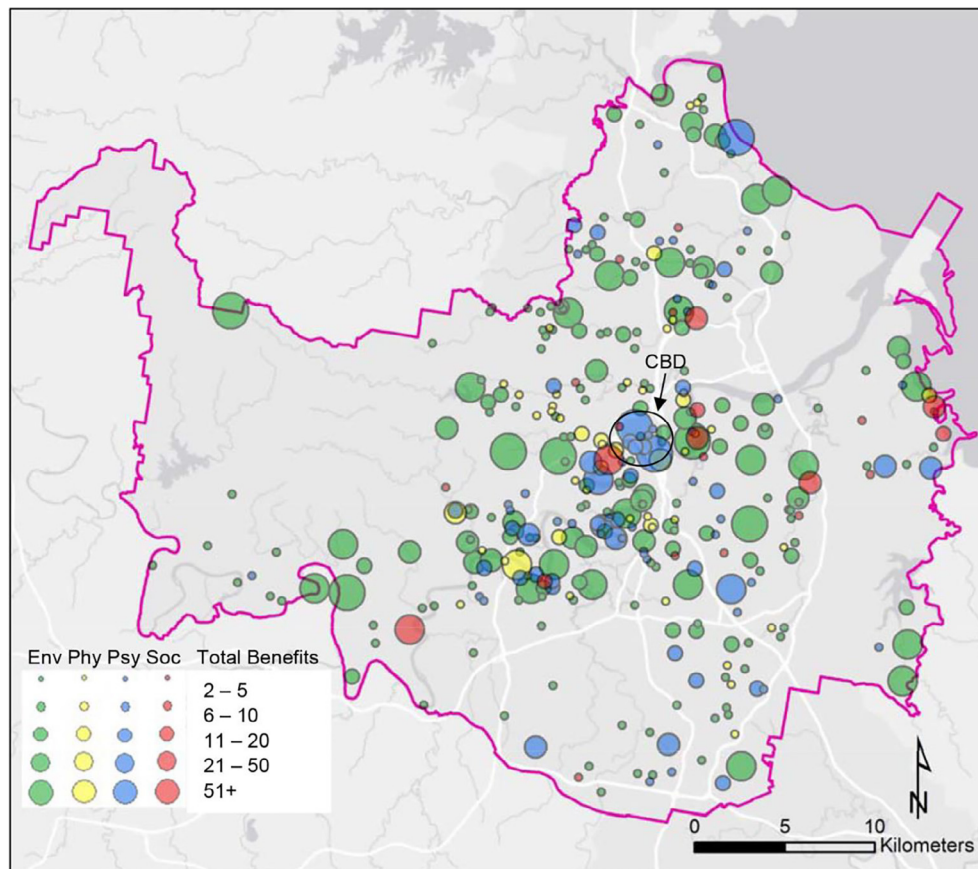 CBD
Env Phy Psy Soc Total Benefits
2 – 5
6 – 10
11 – 20
21 – 50
51+
N
0 5 10
Kilometers